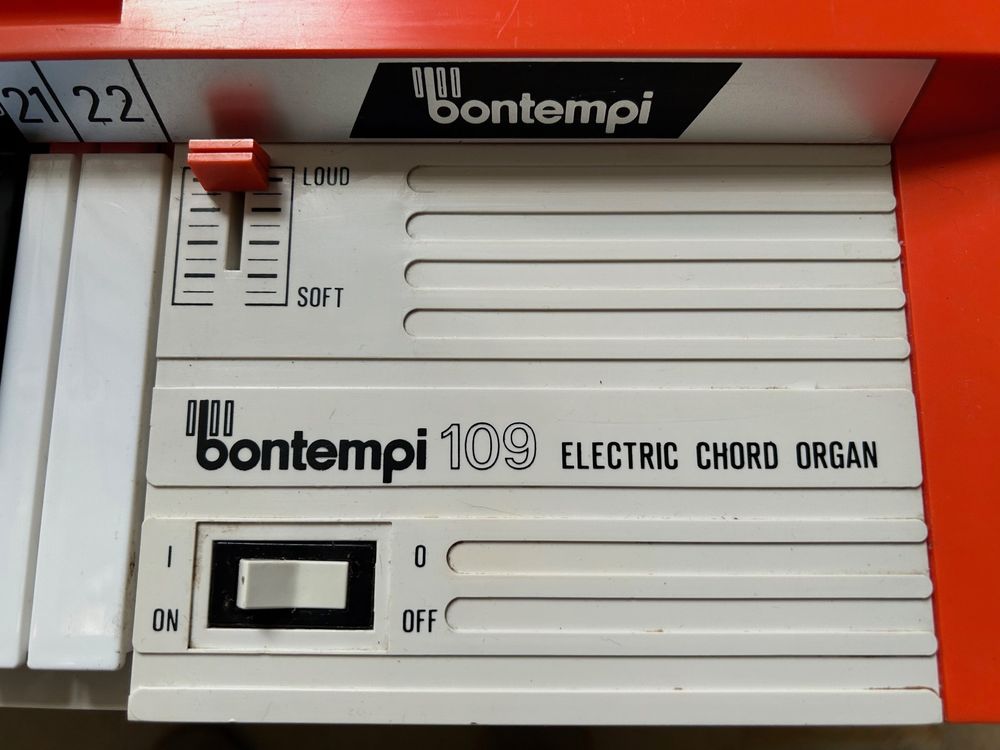 21 22 bontempi
LOUD
SOFT
bontempi 109 ELECTRIC CHORD ORGAN
I O
ON OFF